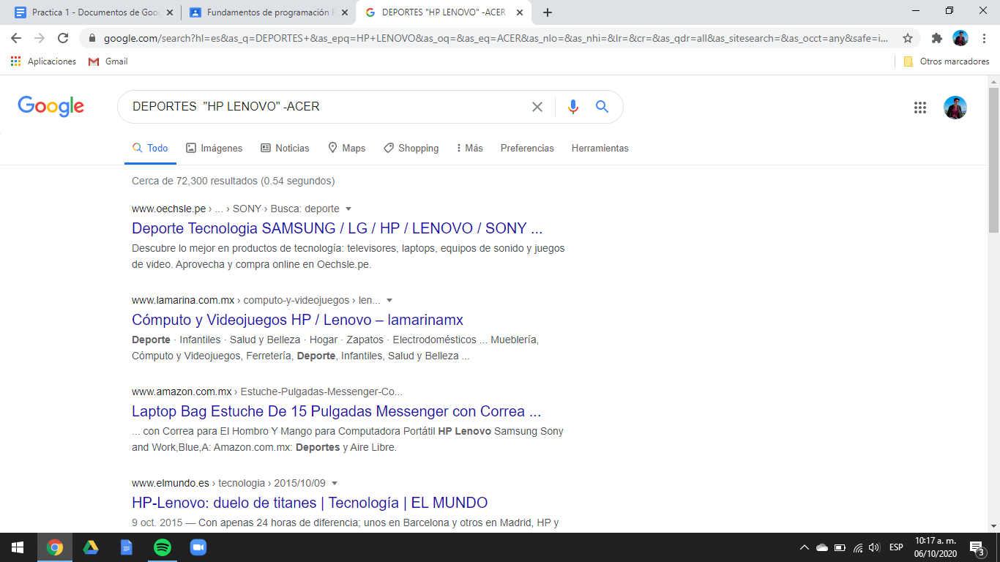 Practica 1 - Documentos de Goo
Fundamentos de programación F
DEPORTES "HP LENOVO" -ACER
google.com/search?hl=es&as_q=DEPORTES+&as_epq=HP+LENOVO&as_oq=&as_eq=ACER&as_nlo=&as_nhi=&lr=&cr=&as_qdr=all&as_sitesearch=&as_occt=any&safe=i...
Aplicaciones Gmail Otros marcadores
Google DEPORTES "HP LENOVO" -ACER
Todo Imágenes Noticias Maps Shopping Más Preferencias Herramientas
Cerca de 72,300 resultados (0.54 segundos)
www.oechsle.pe › ... › SONY › Busca: deporte
Deporte Tecnologia SAMSUNG / LG / HP / LENOVO / SONY ...
Descubre lo mejor en productos de tecnología: televisores, laptops, equipos de sonido y juegos
de video. Aprovecha y compra online en Oechsle.pe.
www.lamarina.com.mx › computo-y-videojuegos › len...
Cómputo y Videojuegos HP / Lenovo – lamarinamx
Deporte · Infantiles · Salud y Belleza · Hogar · Zapatos · Electrodomésticos ... Mueblería,
Cómputo y Videojuegos, Ferretería, Deporte, Infantiles, Salud y Belleza ...
www.amazon.com.mx › Estuche-Pulgadas-Messenger-Co...
Laptop Bag Estuche De 15 Pulgadas Messenger con Correa ...
... con Correa para El Hombro Y Mango para Computadora Portátil HP Lenovo Samsung Sony
and Work,Blue,A: Amazon.com.mx: Deportes y Aire Libre.
www.elmundo.es › tecnologia › 2015/10/09
HP-Lenovo: duelo de titanes | Tecnología | EL MUNDO
9 oct. 2015 — Con apenas 24 horas de diferencia; unos en Barcelona y otros en Madrid, HP y
ESP
10:17 a. m.
06/10/2020
3